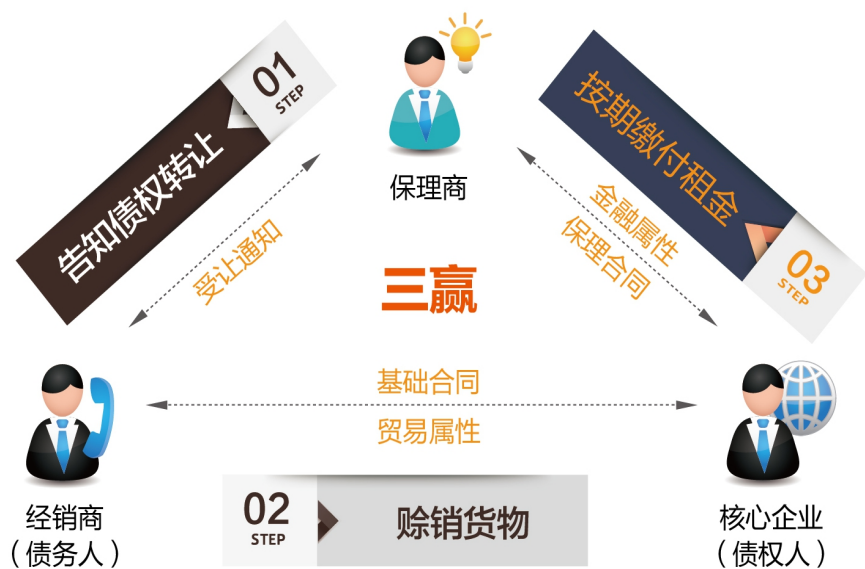 01
STEP
告知债权转让
受让通知
保理商
按期缴付租金
03
STEP
金融属性
保理合同
三赢
基础合同
贸易属性
经销商
（债务人）
02
STEP
赊销货物
核心企业
（债权人）